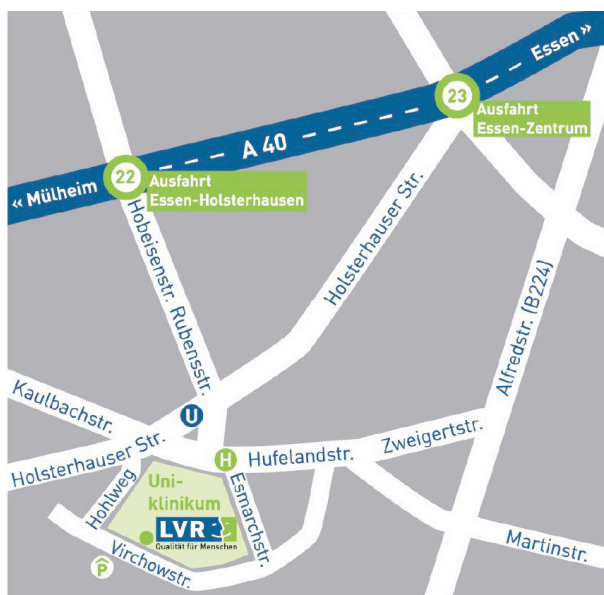 Essen »
23
Ausfahrt
Essen-Zentrum
A 40
22
Ausfahrt
Essen-Holsterhausen
« Mülheim
Hobeisenstr.
Rubensstr.
Holsterhauser Str.
Alfredstr. (B224)
Kaulbachstr.
U
Holsterhauser Str.
H
Hufelandstr.
Zweigertstr.
Uni-
klinikum
Hohlweg
Esmarchstr.
LVR
Qualität für Menschen
Virchowstr.
P
Martinstr.